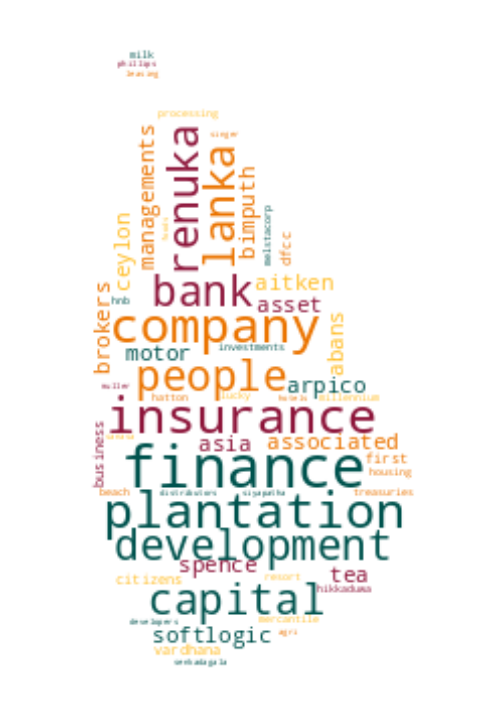 milk
phillips
leasing
processing
singer
managements
renuka
lanka
bimputh
melstacorp
dfcc
foods
ceylon
brokers
hnb
bank
aitken
asset
company
abans
motor
investments
people
arpico
muller
hatton
lucky
hotels
millennium
insurance
business
asia
associated
finance
first
housing
plantation
beach
distributors
siyapatha
treasuries
development
spence
tea
citizens
resort
hikkaduwa
capital
developers
mercantile
softlogic
agri
vardhana
senkadagala